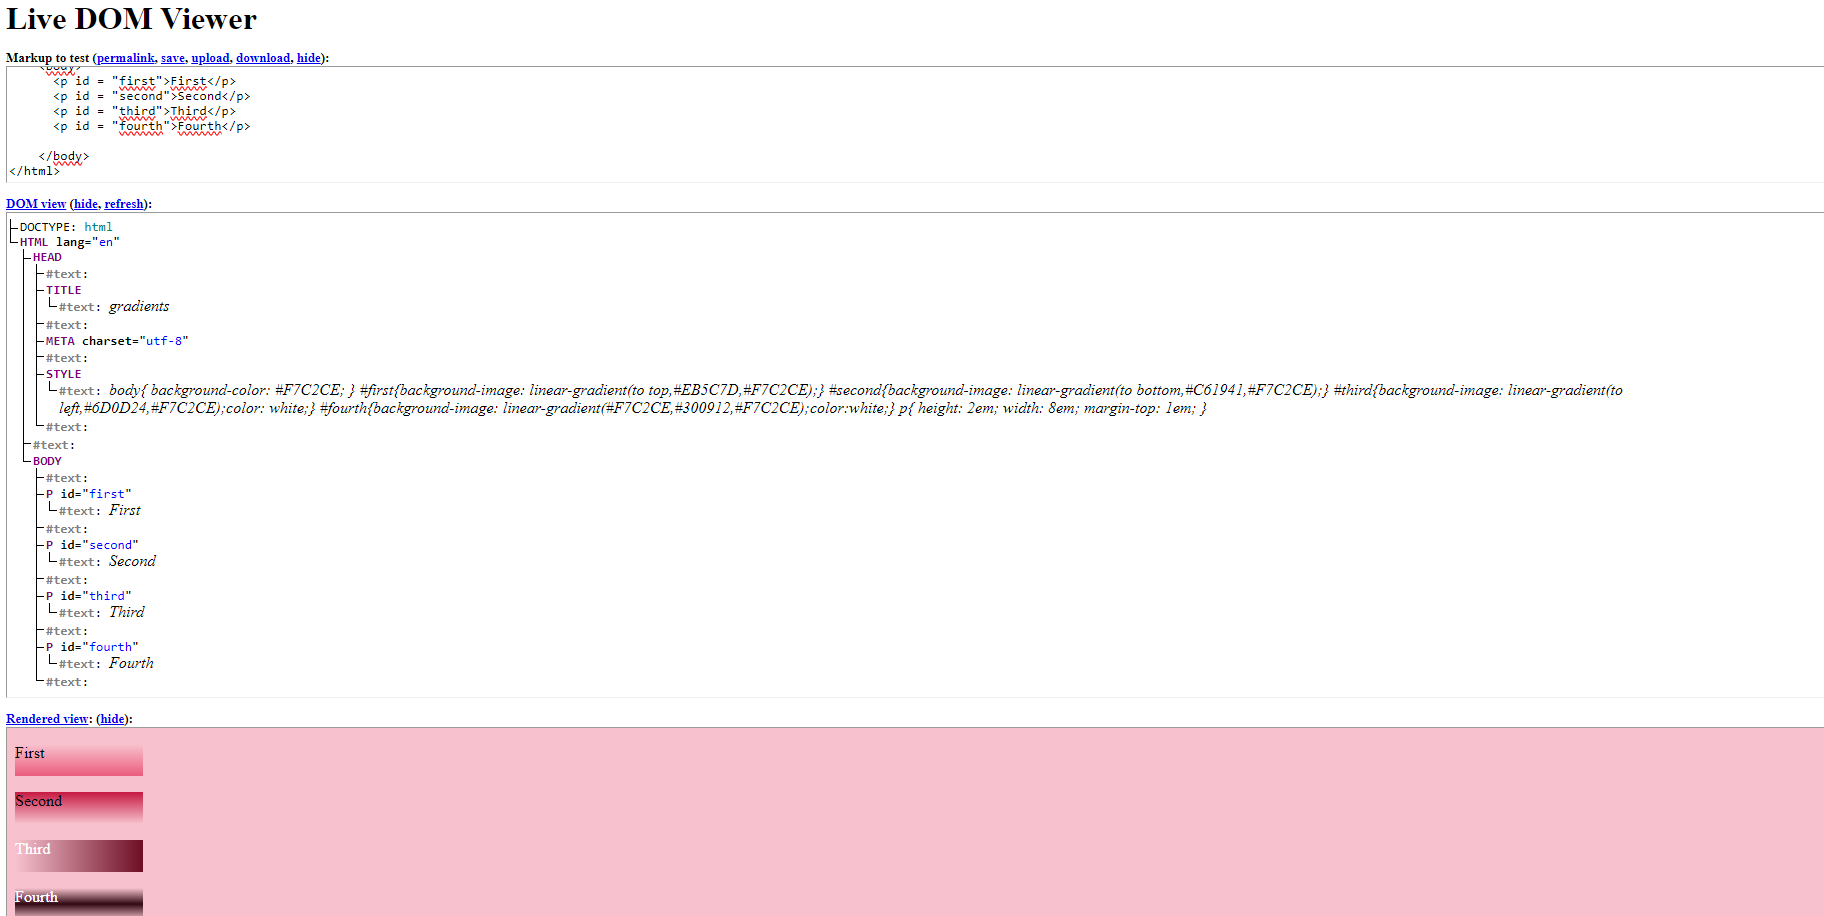 Live DOM Viewer
Markup to test (permalink, save, upload, download, hide):
<body>
<p id = "first">First</p>
<p id = "second">Second</p>
<p id = "third">Third</p>
<p id = "fourth">Fourth</p>
</body>
</html>
DOM view (hide, refresh):
DOCTYPE: html
HTML lang="en"
HEAD
#text:
TITLE
#text: gradients
#text:
META charset="utf-8"
#text:
STYLE
#text: body{ background-color: #F7C2CE; } #first{background-image: linear-gradient(to top,#EB5C7D,#F7C2CE);} #second{background-image: linear-gradient(to bottom,#C61941,#F7C2CE);} #third{background-image: linear-gradient(to
left,#6D0D24,#F7C2CE);color: white;} #fourth{background-image: linear-gradient(#F7C2CE,#300912,#F7C2CE);color:white;} p{ height: 2em; width: 8em; margin-top: 1em; }
#text:
#text:
BODY
#text:
P id="first"
#text: First
#text:
P id="second"
#text: Second
#text:
P id="third"
#text: Third
#text:
P id="fourth"
#text: Fourth
#text:
Rendered view: (hide):
First
Second
Third
Fourth